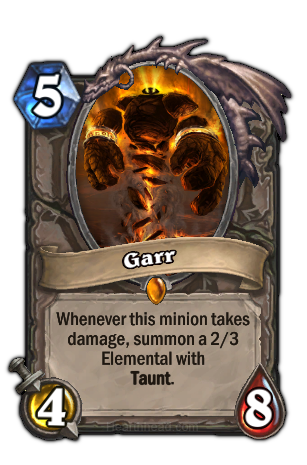 5
Garr
Whenever this minion takes
damage, summon a 2/3
Elemental with
Taunt.
4
8